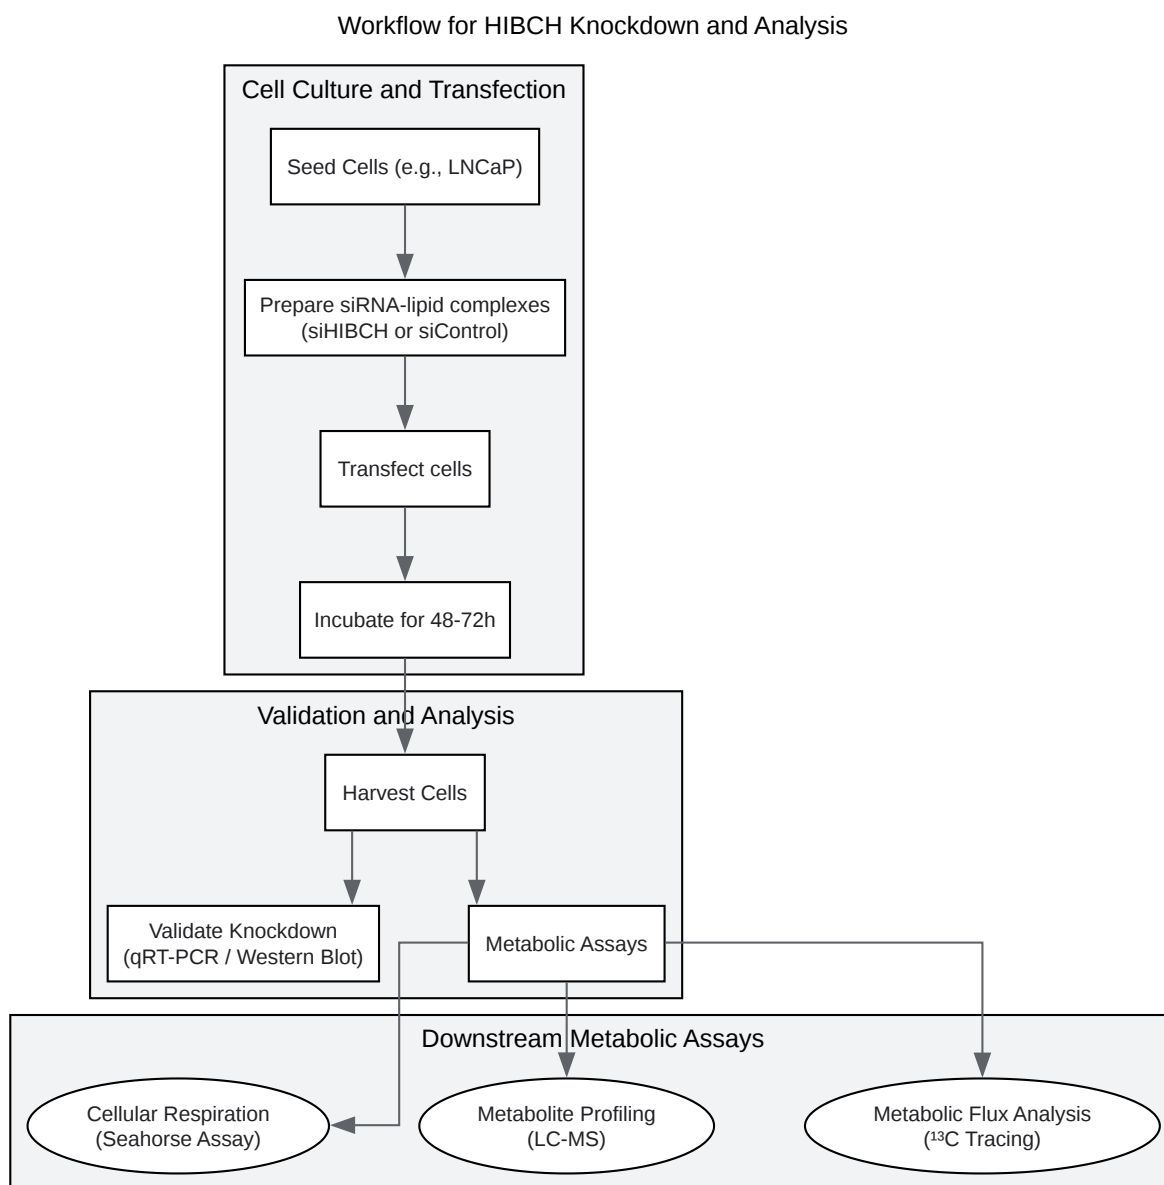 Workflow for HIBCH Knockdown and Analysis
Cell Culture and Transfection
Seed Cells (e.g., LNCaP)
Prepare siRNA-lipid complexes
(siHIBCH or siControl)
Transfect cells
Incubate for 48-72h
Validation and Analysis
Harvest Cells
Validate Knockdown
(qRT-PCR / Western Blot)
Metabolic Assays
Downstream Metabolic Assays
Cellular Respiration
(Seahorse Assay)
Metabolite Profiling
(LC-MS)
Metabolic Flux Analysis
(¹³C Tracing)